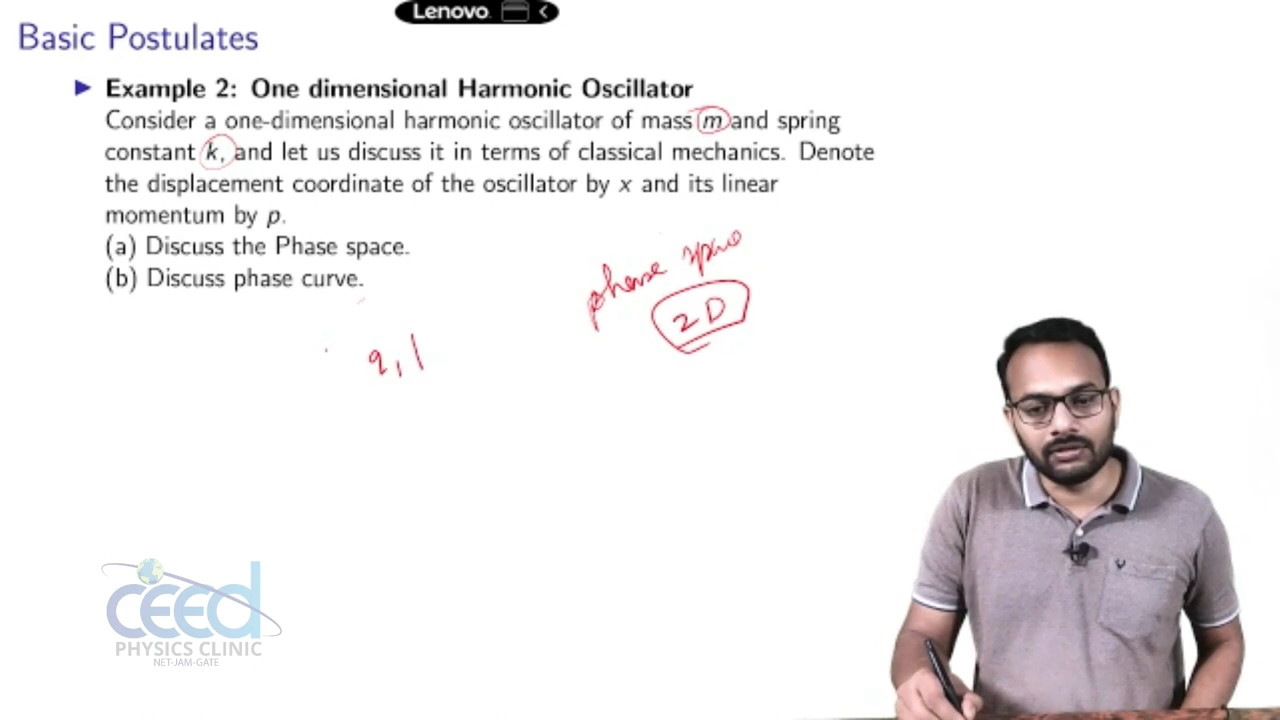 Lenovo
Basic Postulates
▶ Example 2: One dimensional Harmonic Oscillator
Consider a one-dimensional harmonic oscillator of mass m and spring
constant k, and let us discuss it in terms of classical mechanics. Denote
the displacement coordinate of the oscillator by x and its linear
momentum by p.
(a) Discuss the Phase space.
(b) Discuss phase curve.
phase
2D
q,
ceed
PHYSICS CLINIC
NET-JAM-GATE